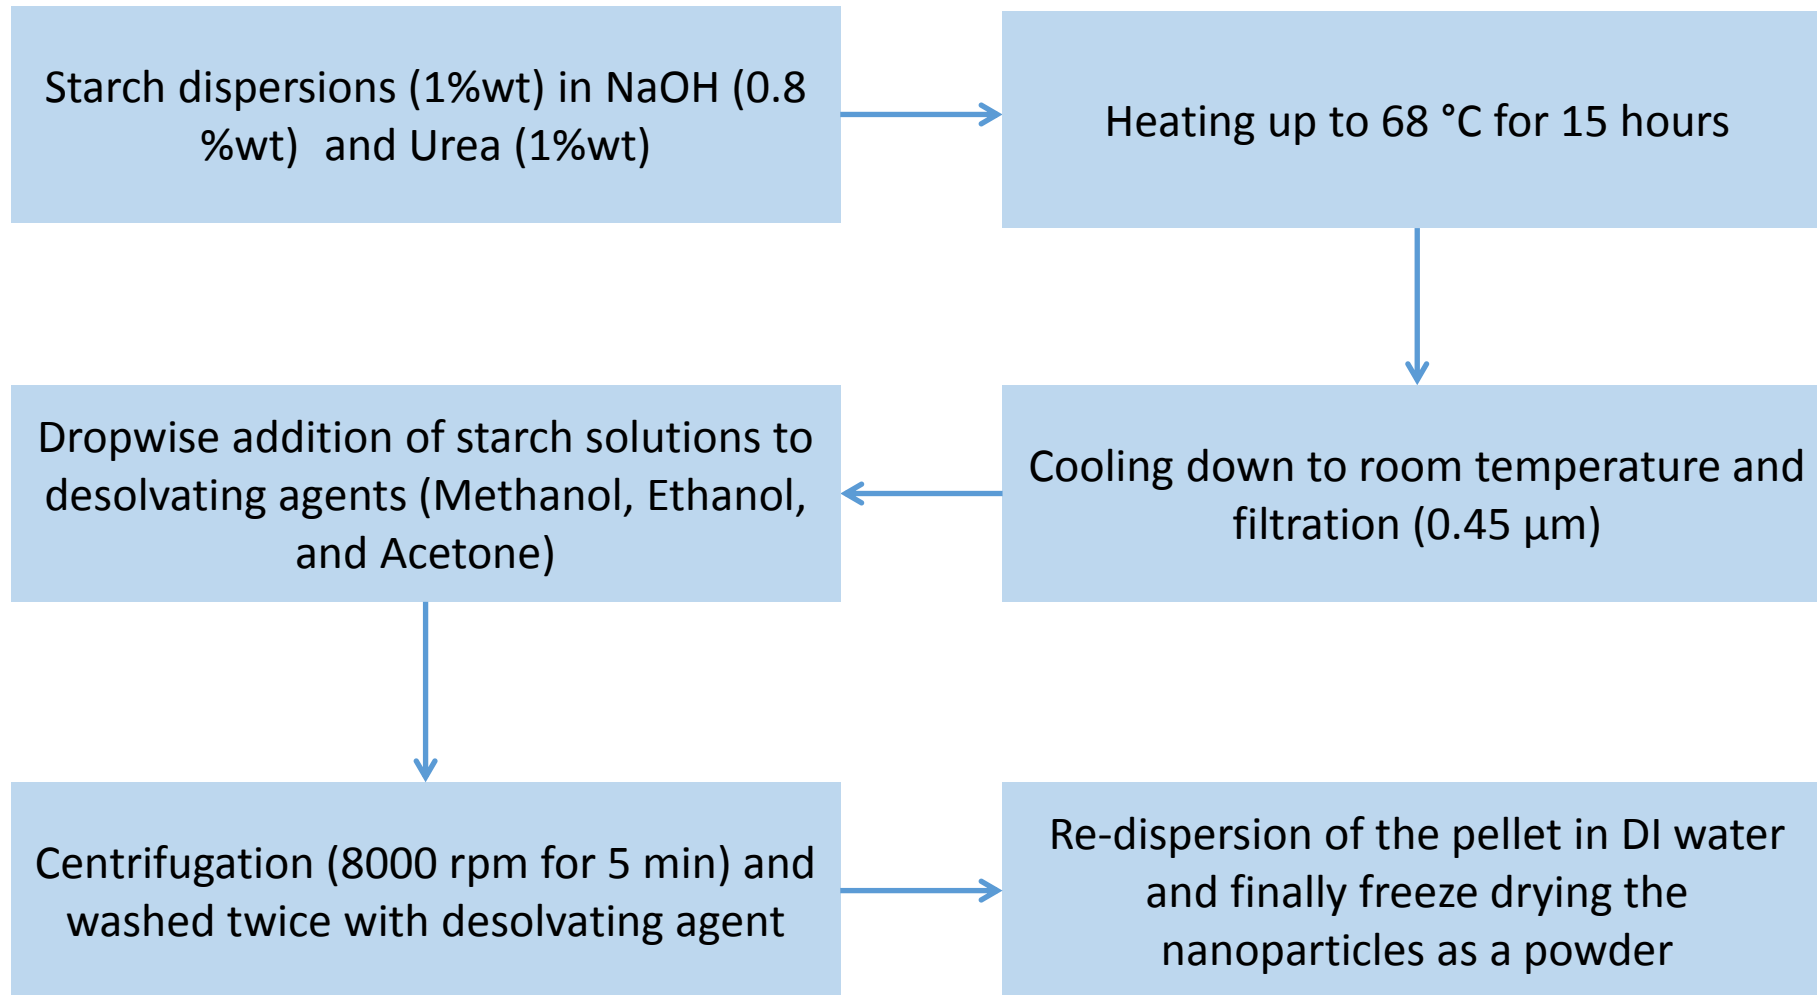 Starch dispersions (1%wt) in NaOH (0.8
%wt)  and Urea (1%wt)
Heating up to 68 °C for 15 hours
Cooling down to room temperature and
filtration (0.45 µm)
Dropwise addition of starch solutions to
desolvating agents (Methanol, Ethanol,
and Acetone)
Centrifugation (8000 rpm for 5 min) and
washed twice with desolvating agent
Re-dispersion of the pellet in DI water
and finally freeze drying the
nanoparticles as a powder